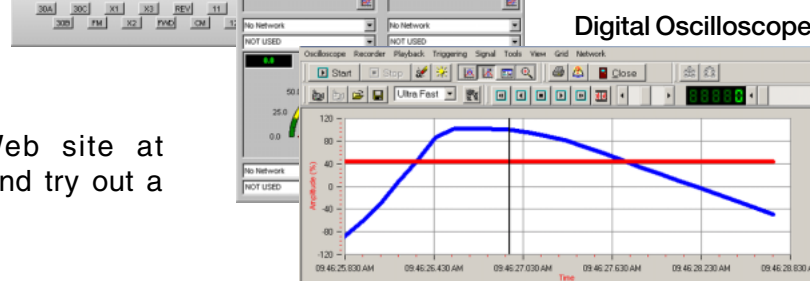 30A 30C X1 X3 REV 11
30B FM X2 FWD CM
No Network
No Network
NOT USED
NOT USED
0.0
25.0
0.0
No Network
NOT USED
Web site at
and try out a
Digital Oscilloscope
Oscilloscope Recorder Playback Triggering Signal Tools View Grid Network
Start Stop Close
Ultra Fast
Amplitude (%)
120
80
40
0
-40
-80
-120
09:46:25.830 AM 09:46:26.430 AM 09:46:27.030 AM 09:46:27.630 AM 09:46:28.230 AM 09:46:28.830
Time